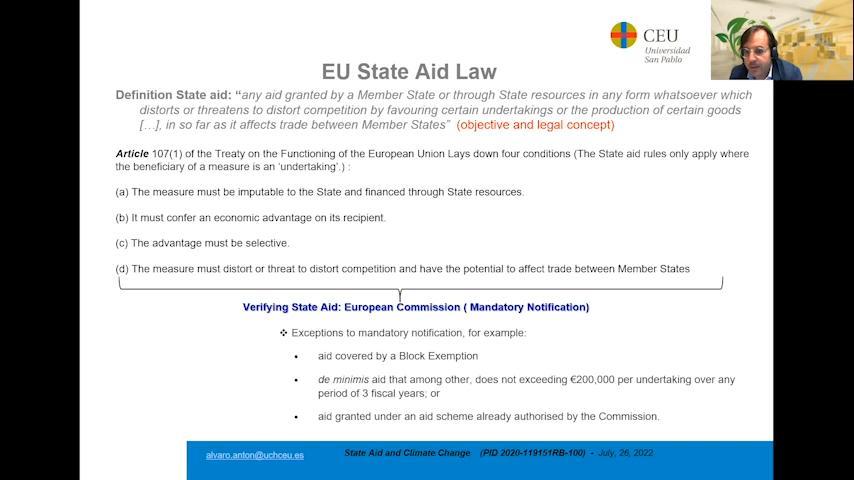 CEU
Universidad
San Pablo
EU State Aid Law
Definition State aid: “any aid granted by a Member State or through State resources in any form whatsoever which
distorts or threatens to distort competition by favouring certain undertakings or the production of certain goods
[…], in so far as it affects trade between Member States” (objective and legal concept)
Article 107(1) of the Treaty on the Functioning of the European Union Lays down four conditions (The State aid rules only apply where
the beneficiary of a measure is an ‘undertaking’.) :
(a) The measure must be imputable to the State and financed through State resources.
(b) It must confer an economic advantage on its recipient.
(c) The advantage must be selective.
(d) The measure must distort or threat to distort competition and have the potential to affect trade between Member States
Verifying State Aid: European Commission ( Mandatory Notification)
❖ Exceptions to mandatory notification, for example:
• aid covered by a Block Exemption
• de minimis aid that among other, does not exceeding €200,000 per undertaking over any
period of 3 fiscal years; or
• aid granted under an aid scheme already authorised by the Commission.
alvaro.anton@uchceu.es State Aid and Climate Change (PID 2020-119151RB-100) - July, 26, 2022